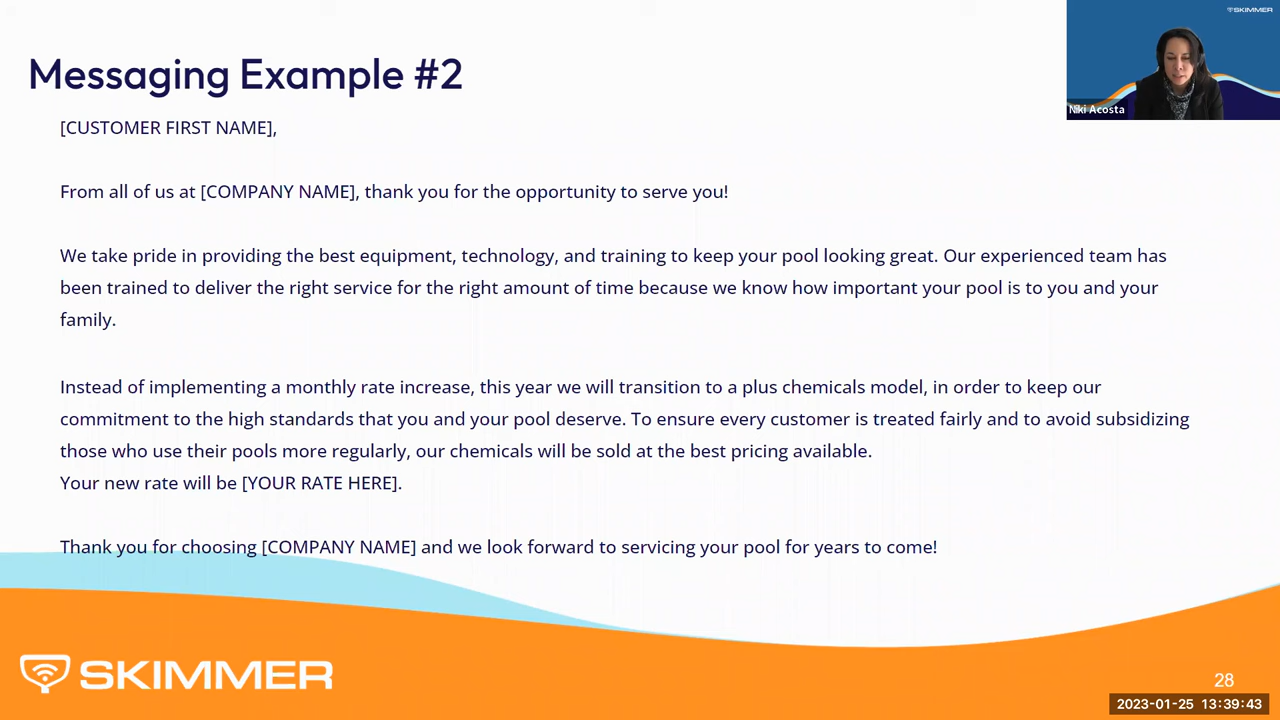 SKIMMER
Messaging Example #2
Niki Acosta
[CUSTOMER FIRST NAME],
From all of us at [COMPANY NAME], thank you for the opportunity to serve you!
We take pride in providing the best equipment, technology, and training to keep your pool looking great. Our experienced team has
been trained to deliver the right service for the right amount of time because we know how important your pool is to you and your
family.
Instead of implementing a monthly rate increase, this year we will transition to a plus chemicals model, in order to keep our
commitment to the high standards that you and your pool deserve. To ensure every customer is treated fairly and to avoid subsidizing
those who use their pools more regularly, our chemicals will be sold at the best pricing available.
Your new rate will be [YOUR RATE HERE].
Thank you for choosing [COMPANY NAME] and we look forward to servicing your pool for years to come!
SKIMMER
28
2023-01-25 13:39:43